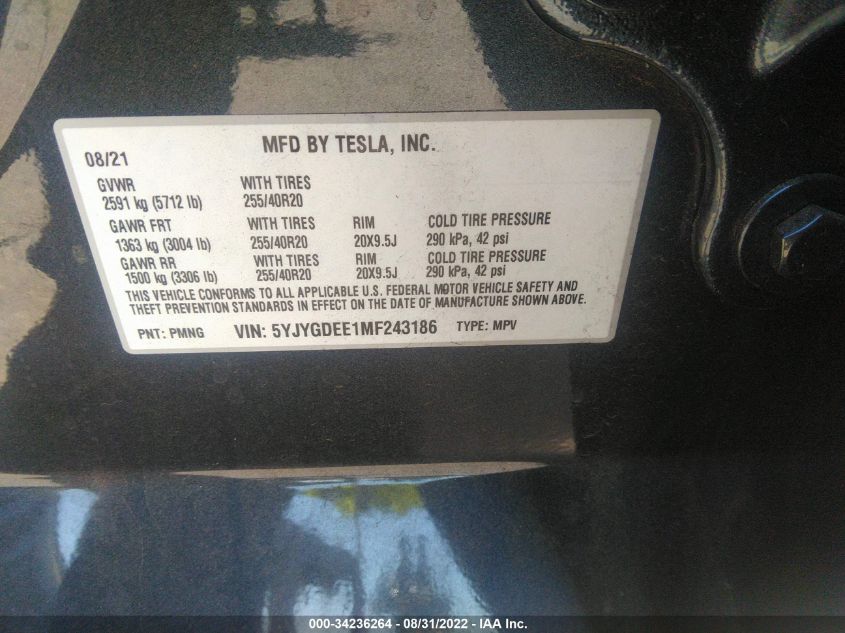 MFD BY TESLA, INC.
08/21
GVWR WITH TIRES
2591 kg (5712 lb) 255/40R20
GAWR FRT WITH TIRES RIM COLD TIRE PRESSURE
1363 kg (3004 lb) 255/40R20 20X9.5J 290 kPa, 42 psi
GAWR RR WITH TIRES RIM COLD TIRE PRESSURE
1500 kg (3306 lb) 255/40R20 20X9.5J 290 kPa, 42 psi
THIS VEHICLE CONFORMS TO ALL APPLICABLE U.S. FEDERAL MOTOR VEHICLE SAFETY AND
THEFT PREVENTION STANDARDS IN EFFECT ON THE DATE OF MANUFACTURE SHOWN ABOVE.
PNT: PMNG VIN: 5YJYGDEE1MF243186 TYPE: MPV
000-34236264 - 08/31/2022 - IAA Inc.